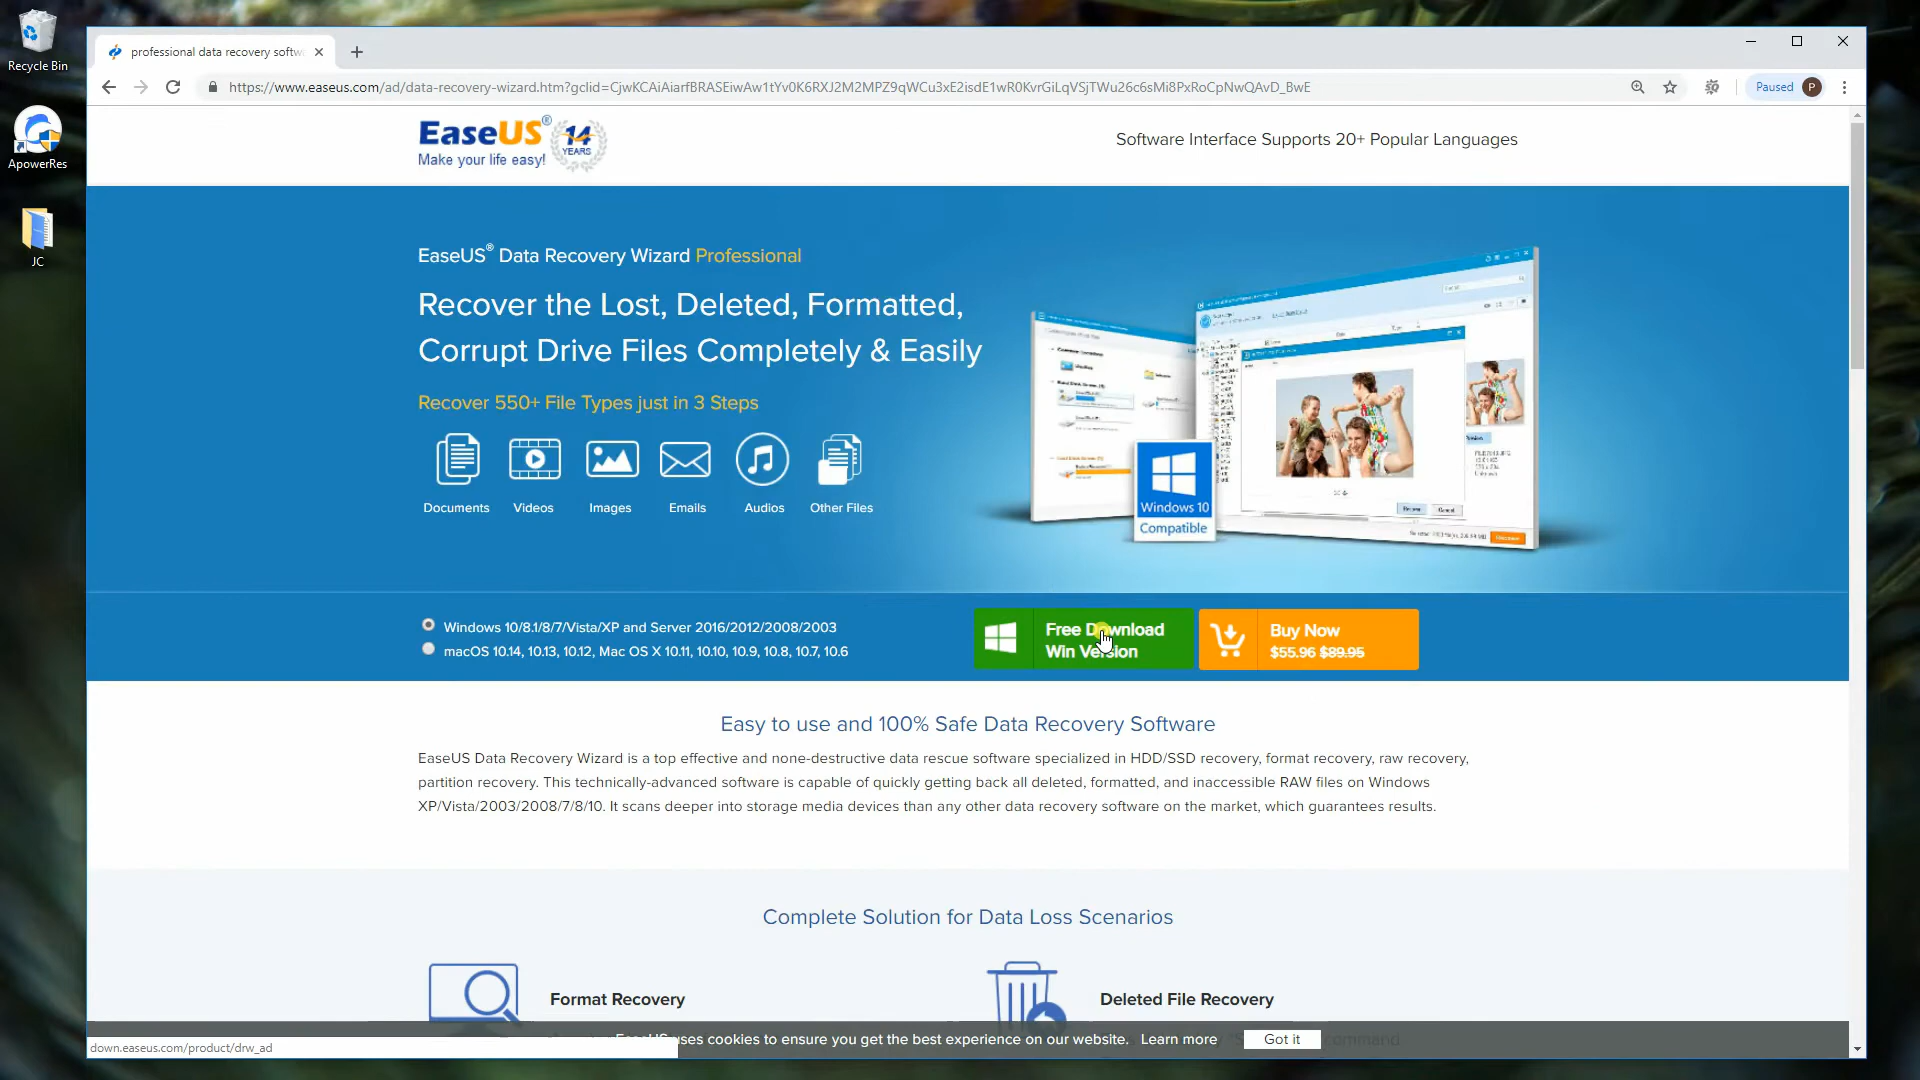 Recycle Bin
ApowerRes
JC
professional data recovery softw
https://www.easeus.com/ad/data-recovery-wizard.htm?gclid=CjwKCAiAiarfBRASEiwAw1tYv0K6RXJ2M2MPZ9qWCu3xE2isdE1wR0KvrGiLqVSjTWu26c6sMi8PxRoCpNwQAvD_BwE
Paused P
EaseUS®
Make your life easy!
14
YEARS
Software Interface Supports 20+ Popular Languages
EaseUS® Data Recovery Wizard Professional
Recover the Lost, Deleted, Formatted,
Corrupt Drive Files Completely & Easily
Recover 550+ File Types just in 3 Steps
Documents Videos Images Emails Audios Other Files
Windows 10
Compatible
Windows 10/8.1/8/7/Vista/XP and Server 2016/2012/2008/2003
macOS 10.14, 10.13, 10.12, Mac OS X 10.11, 10.10, 10.9, 10.8, 10.7, 10.6
Free Download
Win Version
Buy Now
$55.96 $89.95
Easy to use and 100% Safe Data Recovery Software
EaseUS Data Recovery Wizard is a top effective and none-destructive data rescue software specialized in HDD/SSD recovery, format recovery, raw recovery,
partition recovery. This technically-advanced software is capable of quickly getting back all deleted, formatted, and inaccessible RAW files on Windows
XP/Vista/2003/2008/7/8/10. It scans deeper into storage media devices than any other data recovery software on the market, which guarantees results.
Complete Solution for Data Loss Scenarios
Format Recovery
Deleted File Recovery
EaseUS uses cookies to ensure you get the best experience on our website. Learn more Got it
command
down.easeus.com/product/drw_ad